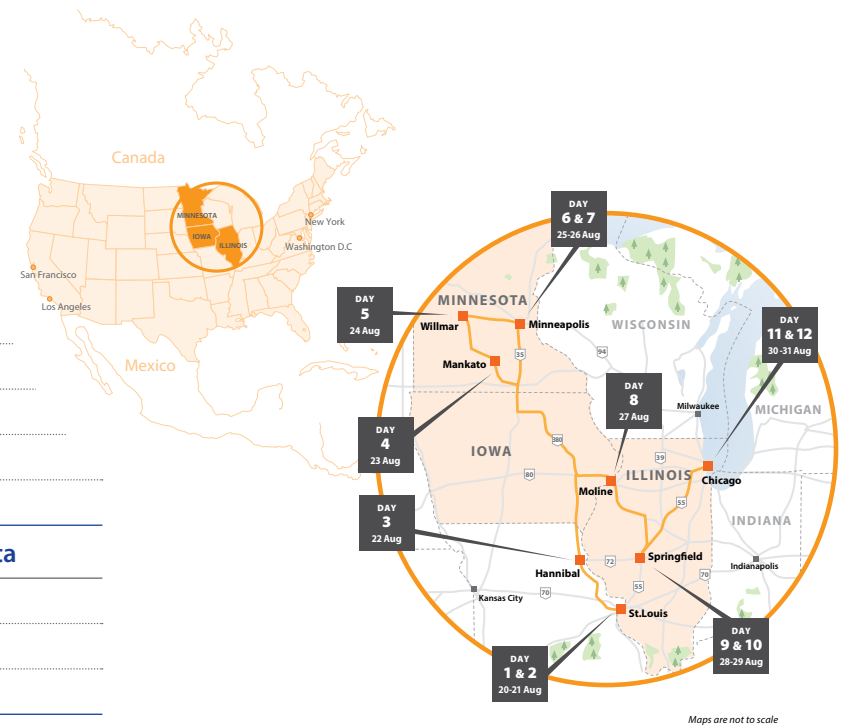 Canada
MINNESOTA
IOWA
ILLINOIS
New York
Washington D.C
San Francisco
Los Angeles
Mexico
ta
DAY
6 & 7
25-26 Aug
DAY
5
24 Aug
DAY
11 & 12
30-31 Aug
MINNESOTA
Willmar
Minneapolis
WISCONSIN
35
94
Mankato
DAY
8
27 Aug
Milwaukee
MICHIGAN
DAY
4
23 Aug
IOWA
380
80
39
ILLINOIS
Moline
Chicago
55
DAY
3
22 Aug
INDIANA
Hannibal
72
Springfield
Indianapolis
55
70
Kansas City
70
St.Louis
DAY
9 & 10
28-29 Aug
DAY
1 & 2
20-21 Aug
Maps are not to scale